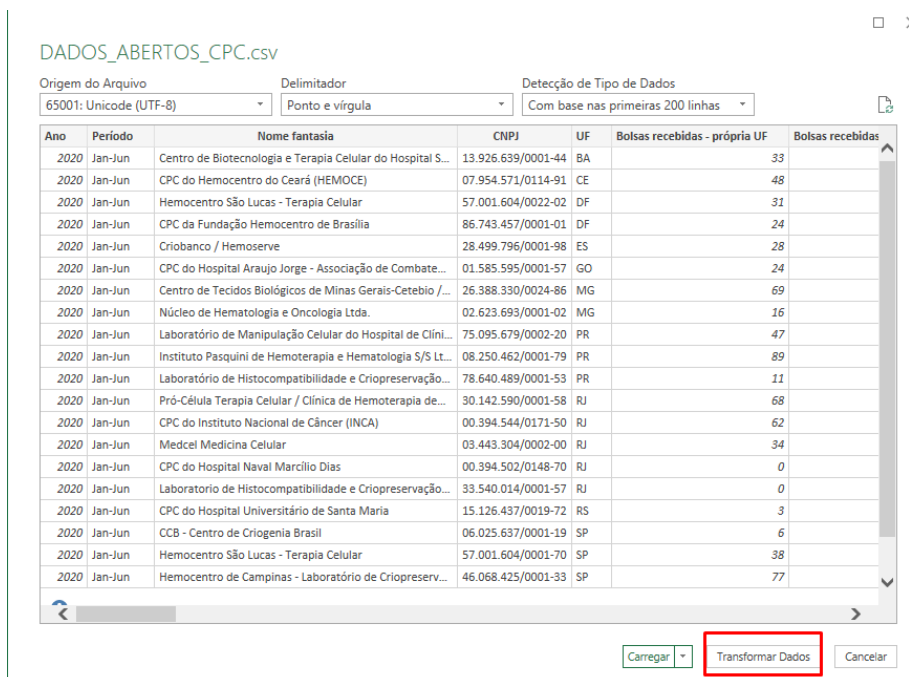 DADOS_ABERTOS_CPC.csv
Origem do Arquivo Delimitador Detecção de Tipo de Dados
65001: Unicode (UTF-8) Ponto e vírgula Com base nas primeiras 200 linhas
Ano Período Nome fantasia CNPJ UF Bolsas recebidas - própria UF Bolsas recebidas
2020 Jan-Jun Centro de Biotecnologia e Terapia Celular do Hospital S... 13.926.639/0001-44 BA 33
2020 Jan-Jun CPC do Hemocentro do Ceará (HEMOCE) 07.954.571/0114-91 CE 48
2020 Jan-Jun Hemocentro São Lucas - Terapia Celular 57.001.604/0022-02 DF 31
2020 Jan-Jun CPC da Fundação Hemocentro de Brasília 86.743.457/0001-01 DF 24
2020 Jan-Jun Criobanco / Hemoserve 28.499.796/0001-98 ES 28
2020 Jan-Jun CPC do Hospital Araujo Jorge - Associação de Combate... 01.585.595/0001-57 GO 24
2020 Jan-Jun Centro de Tecidos Biológicos de Minas Gerais-Cetebio /... 26.388.330/0024-86 MG 69
2020 Jan-Jun Núcleo de Hematologia e Oncologia Ltda. 02.623.693/0001-02 MG 16
2020 Jan-Jun Laboratório de Manipulação Celular do Hospital de Clíni... 75.095.679/0002-20 PR 47
2020 Jan-Jun Instituto Pasquini de Hemoterapia e Hematologia S/S Lt... 08.250.462/0001-79 PR 89
2020 Jan-Jun Laboratório de Histocompatibilidade e Criopreservação... 78.640.489/0001-53 PR 11
2020 Jan-Jun Pró-Célula Terapia Celular / Clínica de Hemoterapia de... 30.142.590/0001-58 RJ 68
2020 Jan-Jun CPC do Instituto Nacional de Câncer (INCA) 00.394.544/0171-50 RJ 62
2020 Jan-Jun Medcel Medicina Celular 03.443.304/0002-00 RJ 34
2020 Jan-Jun CPC do Hospital Naval Marcílio Dias 00.394.502/0148-70 RJ 0
2020 Jan-Jun Laboratorio de Histocompatibilidade e Criopreservação... 33.540.014/0001-57 RJ 0
2020 Jan-Jun CPC do Hospital Universitário de Santa Maria 15.126.437/0019-72 RS 3
2020 Jan-Jun CCB - Centro de Criogenia Brasil 06.025.637/0001-19 SP 6
2020 Jan-Jun Hemocentro São Lucas - Terapia Celular 57.001.604/0001-70 SP 38
2020 Jan-Jun Hemocentro de Campinas - Laboratório de Criopreserv... 46.068.425/0001-33 SP 77
Carregar Transformar Dados Cancelar